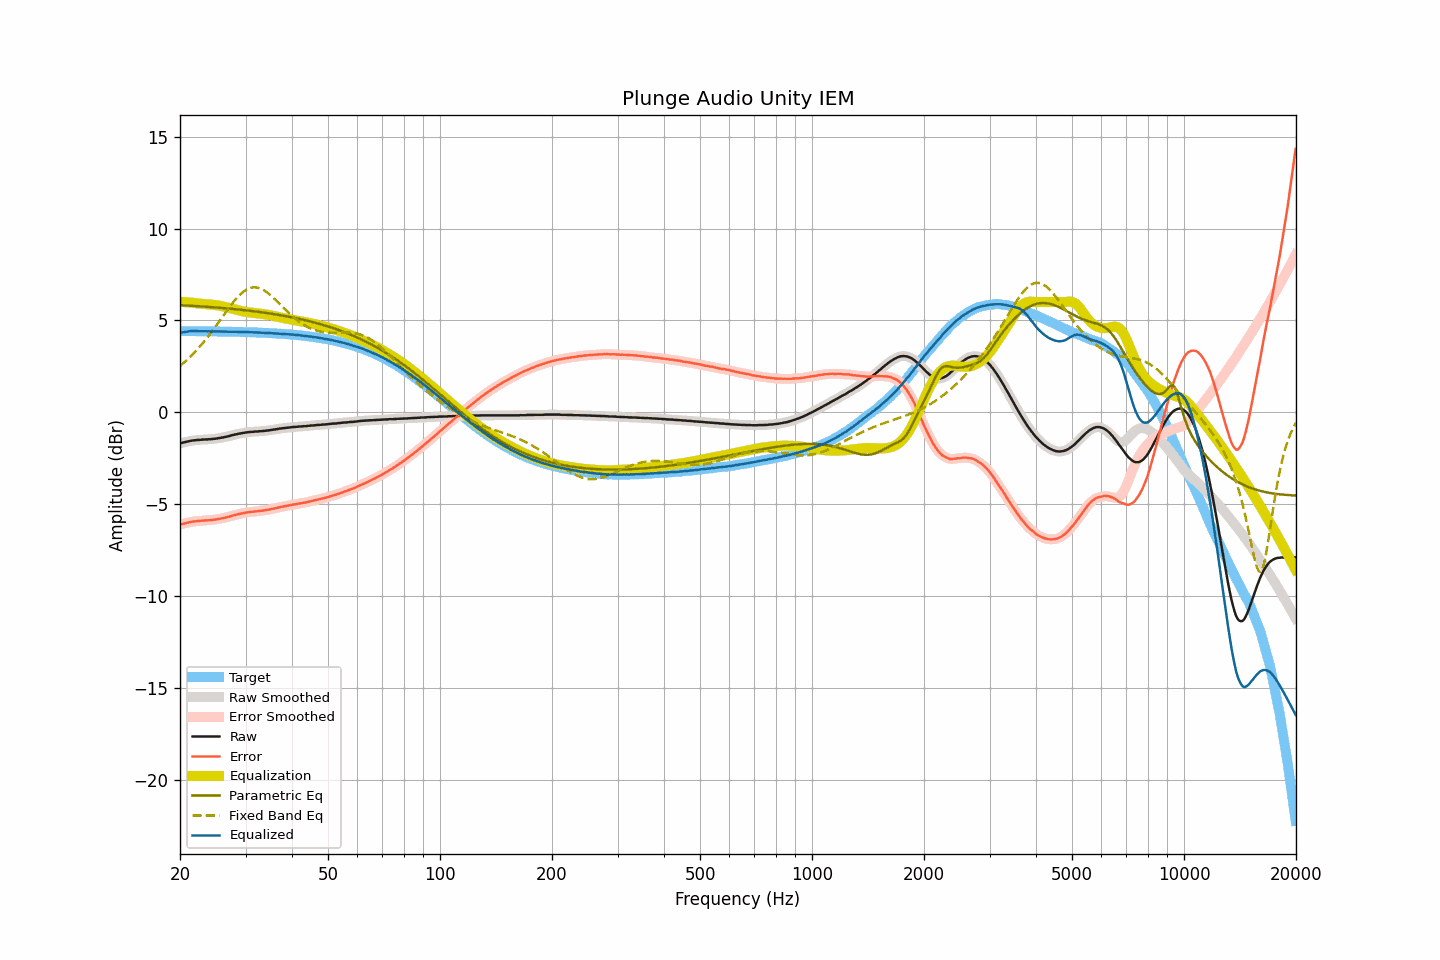 Plunge Audio Unity IEM
15
10
5
0
−5
−10
−15
−20
Amplitude (dBr)
Target
Raw Smoothed
Error Smoothed
Raw
Error
Equalization
Parametric Eq
Fixed Band Eq
Equalized
20 50 100 200 500 1000 2000 5000 10000 20000
Frequency (Hz)